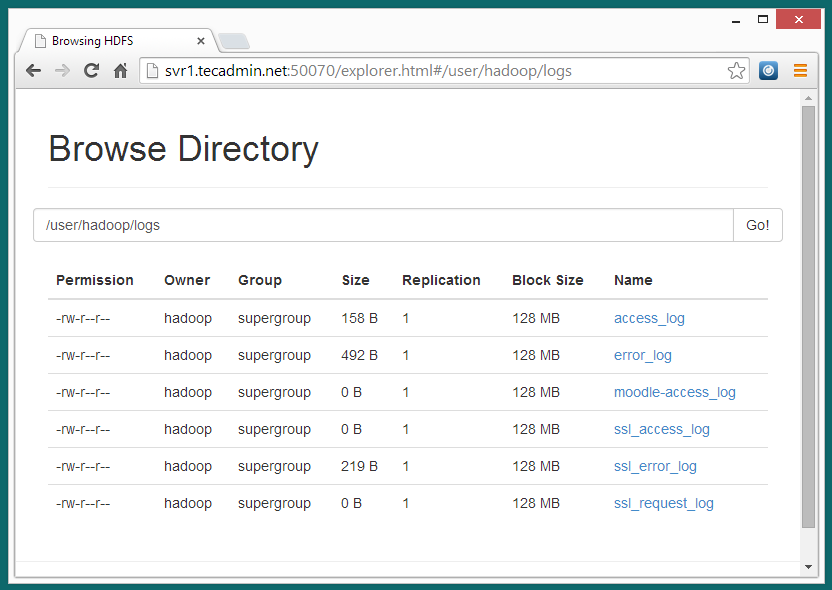 Browsing HDFS
svr1.tecadmin.net:50070/explorer.html#/user/hadoop/logs
Browse Directory
/user/hadoop/logs Go!
Permission Owner Group Size Replication Block Size Name
-rw-r--r-- hadoop supergroup 158 B 1 128 MB access_log
-rw-r--r-- hadoop supergroup 492 B 1 128 MB error_log
-rw-r--r-- hadoop supergroup 0 B 1 128 MB moodle-access_log
-rw-r--r-- hadoop supergroup 0 B 1 128 MB ssl_access_log
-rw-r--r-- hadoop supergroup 219 B 1 128 MB ssl_error_log
-rw-r--r-- hadoop supergroup 0 B 1 128 MB ssl_request_log